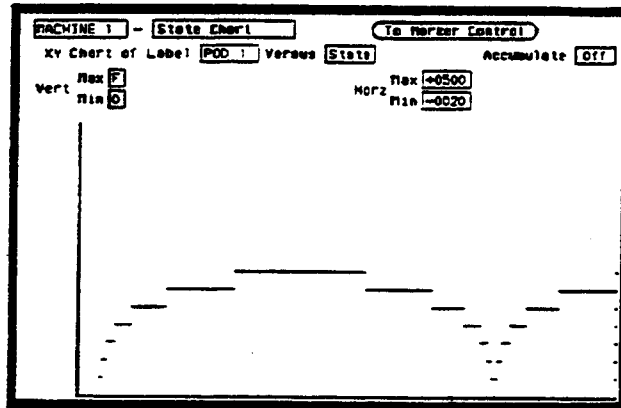 MACHINE 1 - State Chart To Marker Control
XY Chart of Label POD 1 Versus State Accumulate Off
Vert Max F Horz Max +0500
Min 0 Min -0020